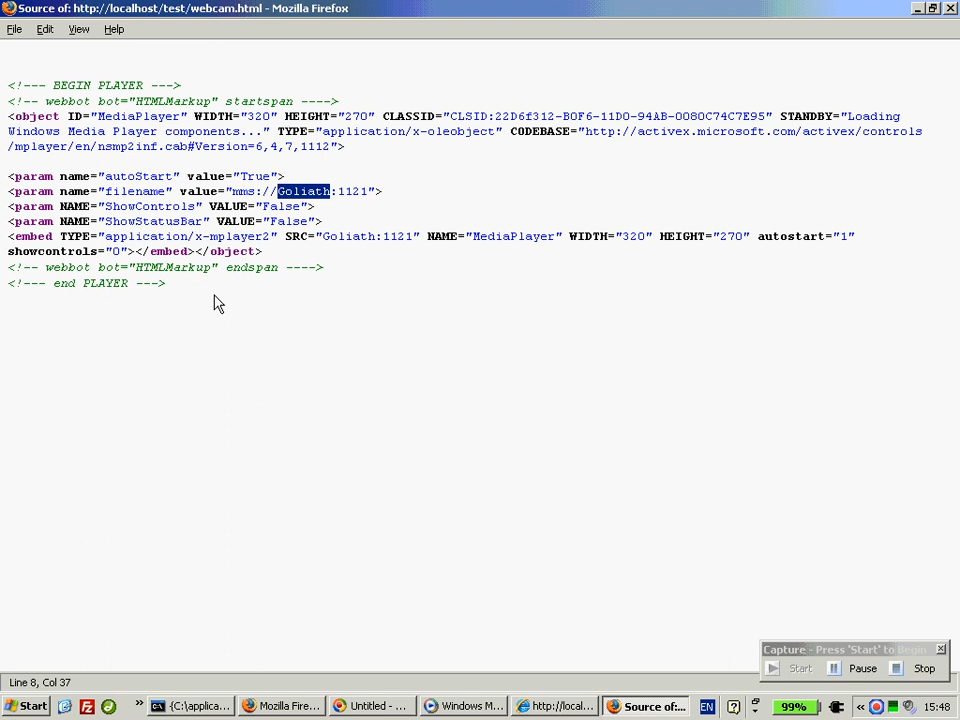 Source of: http://localhost/test/webcam.html - Mozilla Firefox
File Edit View Help
<!--- BEGIN PLAYER --->
<!-- webbot bot="HTMLMarkup" startspan ---->
<object ID="MediaPlayer" WIDTH="320" HEIGHT="270" CLASSID="CLSID:22D6f312-B0F6-11D0-94AB-0080C74C7E95" STANDBY="Loading
Windows Media Player components..." TYPE="application/x-oleobject" CODEBASE="http://activex.microsoft.com/activex/controls
/mplayer/en/nsmp2inf.cab#Version=6,4,7,1112">
<param name="autoStart" value="True">
<param name="filename" value="mms://Goliath:1121">
<param NAME="ShowControls" VALUE="False">
<param NAME="ShowStatusBar" VALUE="False">
<embed TYPE="application/x-mplayer2" SRC="Goliath:1121" NAME="MediaPlayer" WIDTH="320" HEIGHT="270" autostart="1"
showcontrols="0"></embed></object>
<!-- webbot bot="HTMLMarkup" endspan ---->
<!--- end PLAYER --->
Capture - Press 'Start' to Begin
Start Pause Stop
Line 8, Col 37
Start {C:\applica... Mozilla Fire... Untitled - ... Windows M... http://local... Source of:... EN 99% 15:48